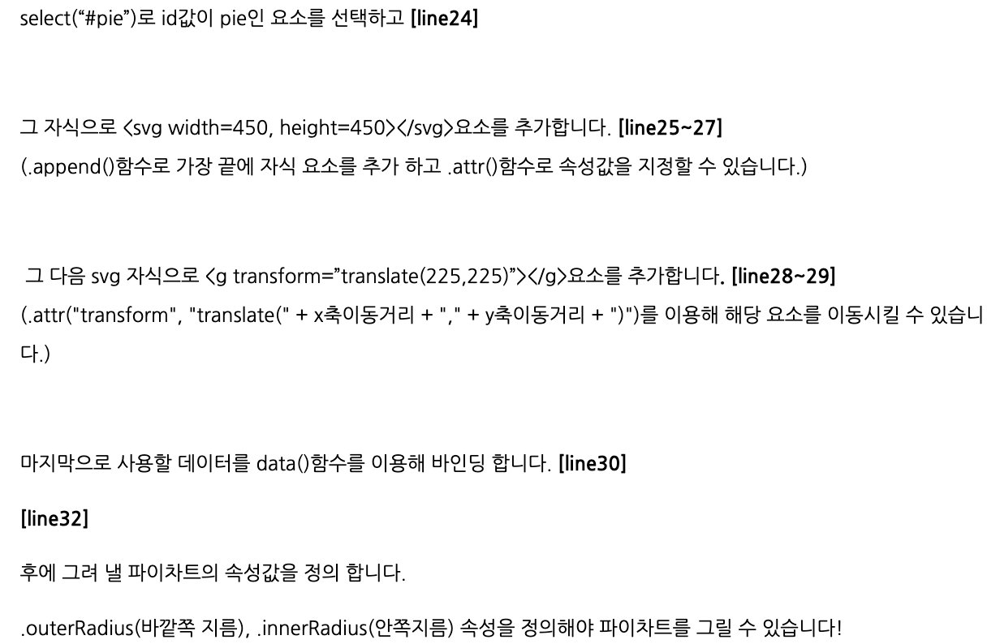 select(“#pie”)로 id값이 pie인 요소를 선택하고 [line24]
그 자식으로 <svg width=450, height=450></svg>요소를 추가합니다. [line25~27]
(.append()함수로 가장 끝에 자식 요소를 추가 하고 .attr()함수로 속성값을 지정할 수 있습니다.)
그 다음 svg 자식으로 <g transform=”translate(225,225)”></g>요소를 추가합니다. [line28~29]
(.attr("transform", "translate(" + x축이동거리 + "," + y축이동거리 + ")")를 이용해 해당 요소를 이동시킬 수 있습니
다.)
마지막으로 사용할 데이터를 data()함수를 이용해 바인딩 합니다. [line30]
[line32]
후에 그려 낼 파이차트의 속성값을 정의 합니다.
.outerRadius(바깥쪽 지름), .innerRadius(안쪽지름) 속성을 정의해야 파이차트를 그릴 수 있습니다!